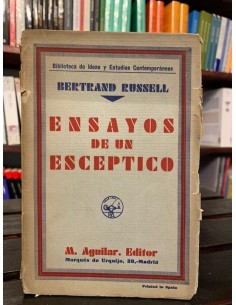 Biblioteca de Ideas y Estudios Contemporáneos
BERTRAND RUSSELL
ENSAYOS
DE UN
ESCEPTICO
M. Aguilar, Editor
Marqués de Urquijo, 39.-Madrid
Printed in Spain